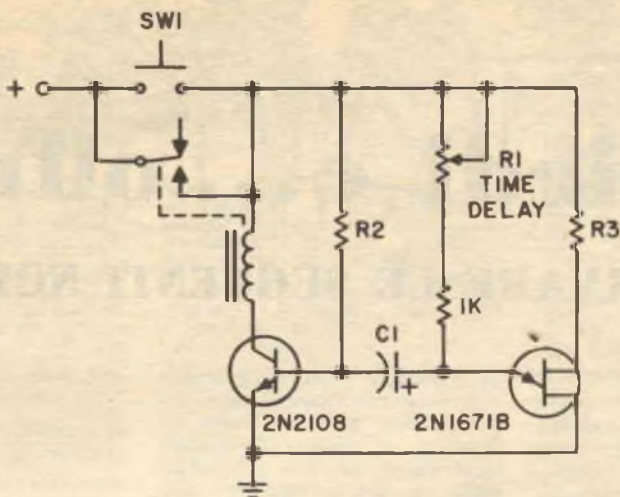 SW1
+
R1
TIME
DELAY
R2
R3
1K
C1
+
2N2108
2N1671B